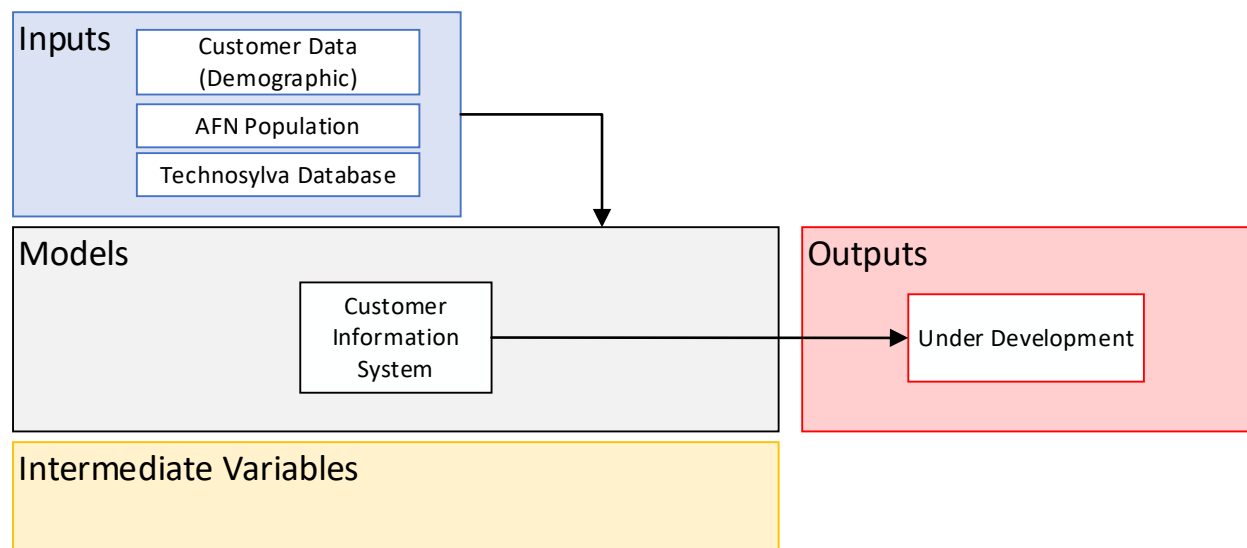 Inputs
Customer Data
(Demographic)
AFN Population
Technosylva Database
Models
Customer
Information
System
Outputs
Under Development
Intermediate Variables